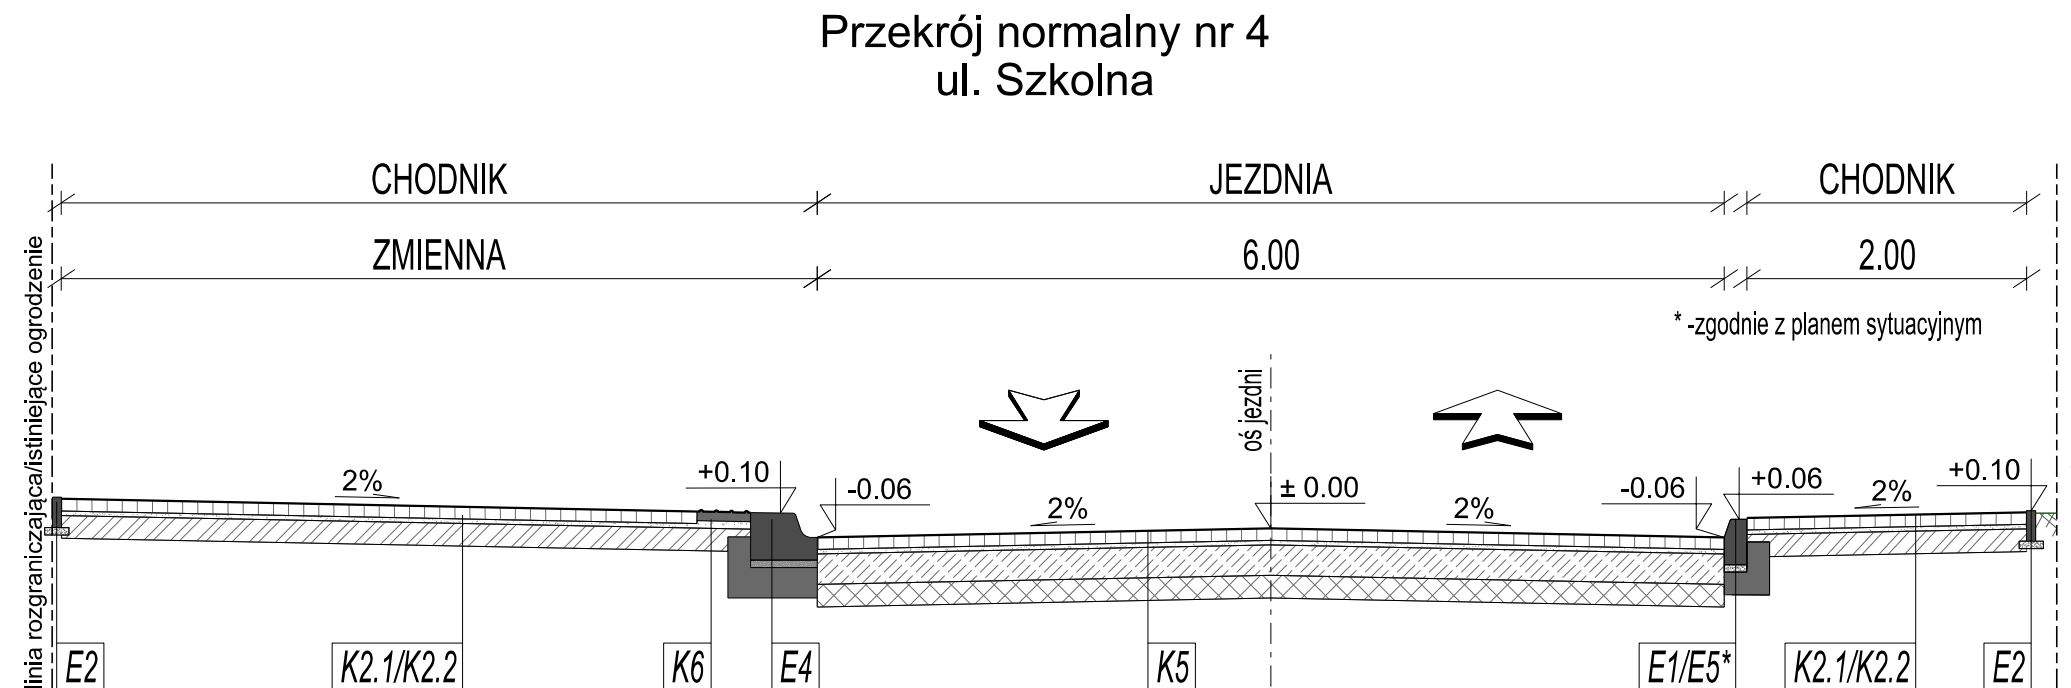 Przekrój normalny nr 4
ul. Szkolna
CHODNIK
JEZDNIA
CHODNIK
ZMIENNA
6.00
2.00
* -zgodnie z planem sytuacyjnym
linia rozgraniczająca/istiniejące ogrodzenie
oś jezdni
2%
+0.10
-0.06
2%
± 0.00
2%
-0.06
+0.06
2%
+0.10
E2
K2.1/K2.2
K6
E4
K5
E1/E5*
K2.1/K2.2
E2